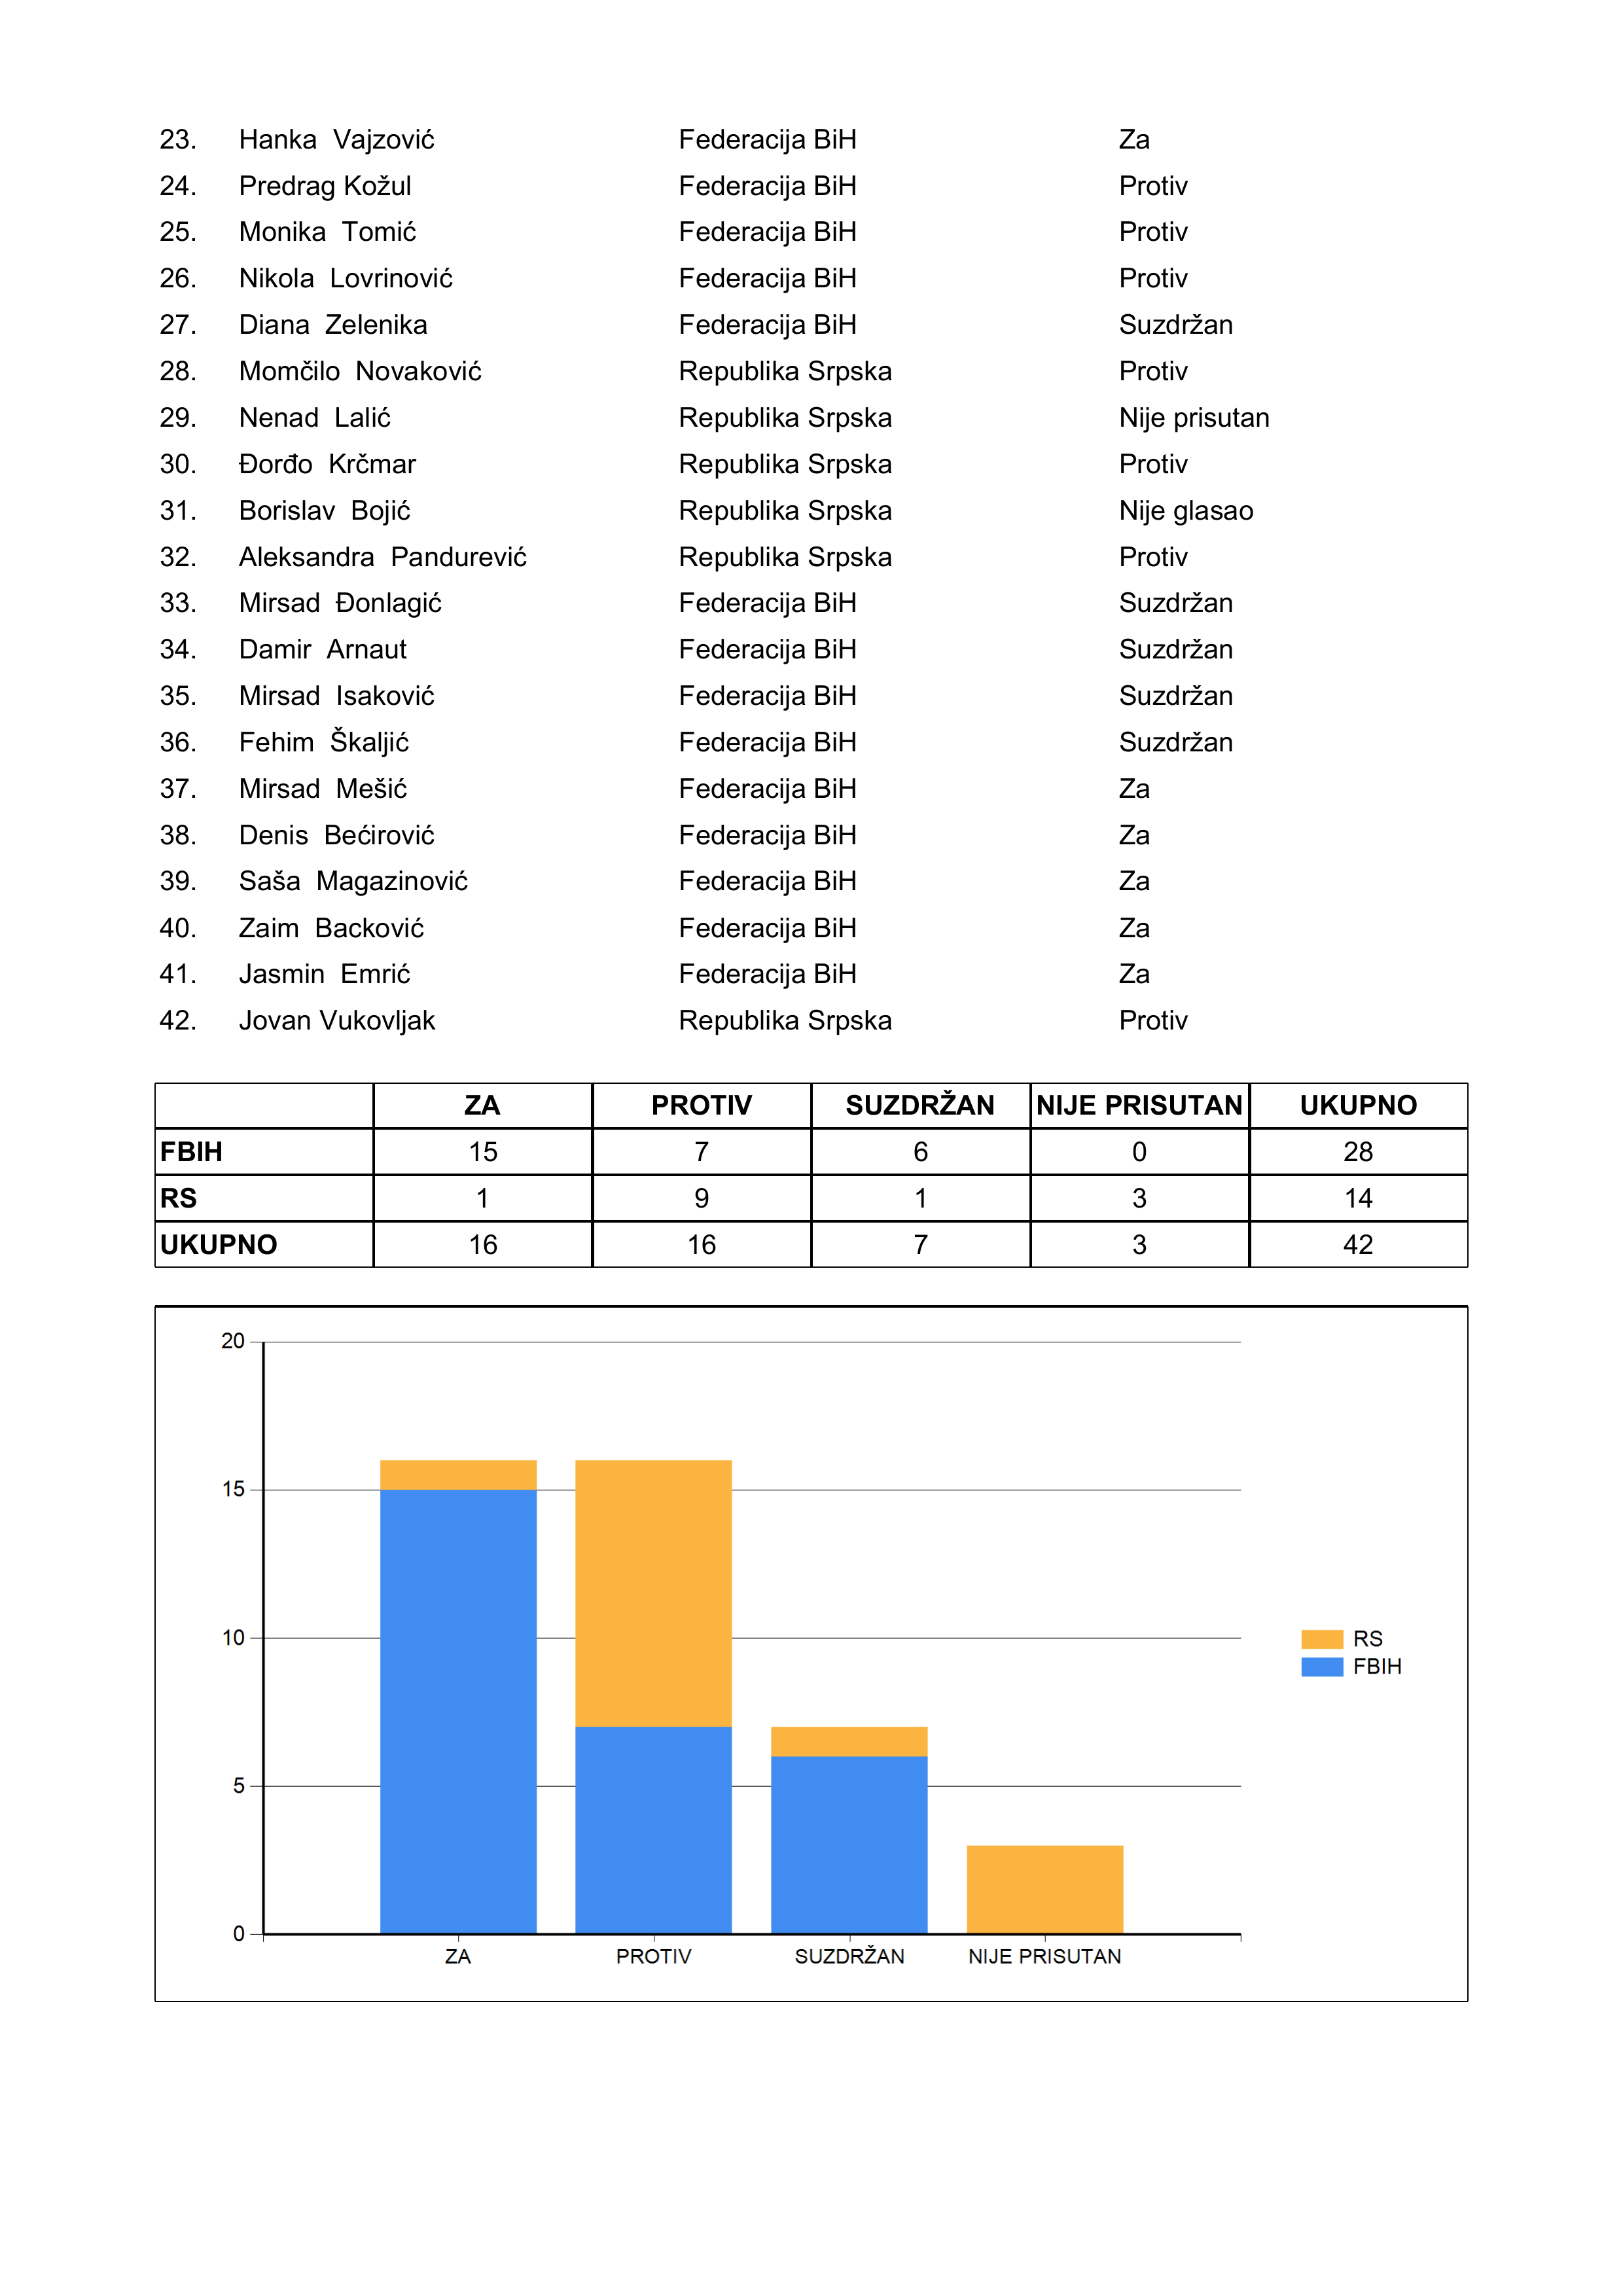 23. Hanka Vajzović Federacija BiH Za
24. Predrag Kožul Federacija BiH Protiv
25. Monika Tomić Federacija BiH Protiv
26. Nikola Lovrinović Federacija BiH Protiv
27. Diana Zelenika Federacija BiH Suzdržan
28. Momčilo Novaković Republika Srpska Protiv
29. Nenad Lalić Republika Srpska Nije prisutan
30. Đorđo Krčmar Republika Srpska Protiv
31. Borislav Bojić Republika Srpska Nije glasao
32. Aleksandra Pandurević Republika Srpska Protiv
33. Mirsad Đonlagić Federacija BiH Suzdržan
34. Damir Arnaut Federacija BiH Suzdržan
35. Mirsad Isaković Federacija BiH Suzdržan
36. Fehim Škaljić Federacija BiH Suzdržan
37. Mirsad Mešić Federacija BiH Za
38. Denis Bećirović Federacija BiH Za
39. Saša Magazinović Federacija BiH Za
40. Zaim Backović Federacija BiH Za
41. Jasmin Emrić Federacija BiH Za
42. Jovan Vukovljak Republika Srpska Protiv
ZA PROTIV SUZDRŽAN NIJE PRISUTAN UKUPNO
FBIH 15 7 6 0 28
RS 1 9 1 3 14
UKUPNO 16 16 7 3 42
20
15
10
5
0
ZA PROTIV SUZDRŽAN NIJE PRISUTAN
RS
FBIH